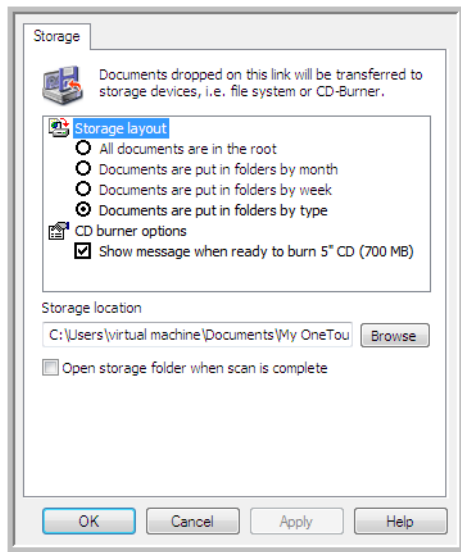 Storage
Documents dropped on this link will be transferred to
storage devices, i.e. file system or CD-Burner.
Storage layout
All documents are in the root
Documents are put in folders by month
Documents are put in folders by week
Documents are put in folders by type
CD burner options
Show message when ready to burn 5" CD (700 MB)
Storage location
C:\Users\virtual machine\Documents\My OneTou
Browse
Open storage folder when scan is complete
OK
Cancel
Apply
Help